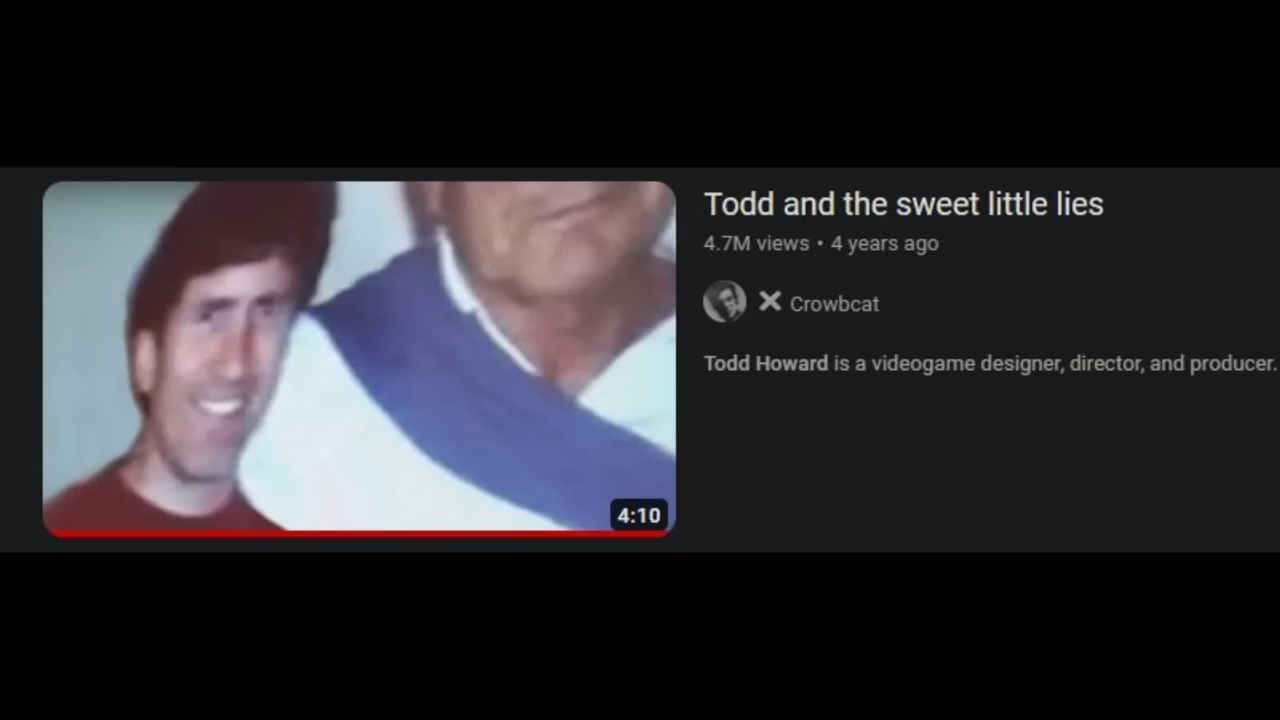 Todd and the sweet little lies
4.7M views • 4 years ago
Crowbcat
Todd Howard is a videogame designer, director, and producer.
4:10